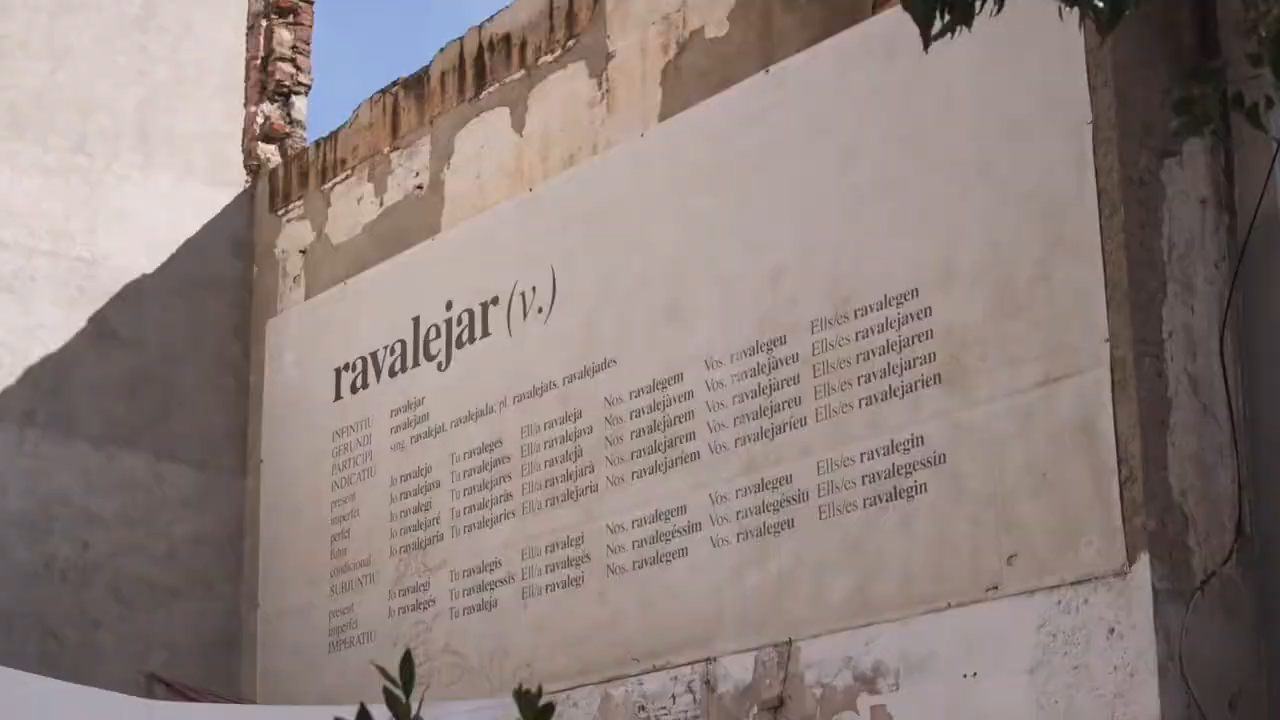 ravalejar (v.)
INFINITIU ravalejar
GERUNDI ravalejant
PARTICIPI sing. ravalejat, ravalejada; pl. ravalejats, ravalejades
INDICATIU
present Jo ravalejo Tu ravaleges Ell/a ravaleja Nos. ravalegem Vos. ravalegeu Ells/es ravalegen
imperfet Jo ravalejava Tu ravalejaves Ell/a ravalejava Nos. ravalejàvem Vos. ravalejàveu Ells/es ravalejaven
perfet Jo ravalegí Tu ravalejares Ell/a ravalejà Nos. ravalejàrem Vos. ravalejàreu Ells/es ravalejaren
futur Jo ravalejaré Tu ravalejaràs Ell/a ravalejarà Nos. ravalejarem Vos. ravalejareu Ells/es ravalejaran
condicional Jo ravalejaria Tu ravalejaries Ell/a ravalejaria Nos. ravalejaríem Vos. ravalejaríeu Ells/es ravalejarien
SUBJUNTIU
present Jo ravalegi Tu ravalegis Ell/a ravalegi Nos. ravalegem Vos. ravalegeu Ells/es ravalegin
imperfet Jo ravalegés Tu ravalegessis Ell/a ravalegés Nos. ravalegéssim Vos. ravalegéssiu Ells/es ravalegessin
IMPERATIU Tu ravaleja Ell/a ravalegi Nos. ravalegem Vos. ravalegeu Ells/es ravalegin